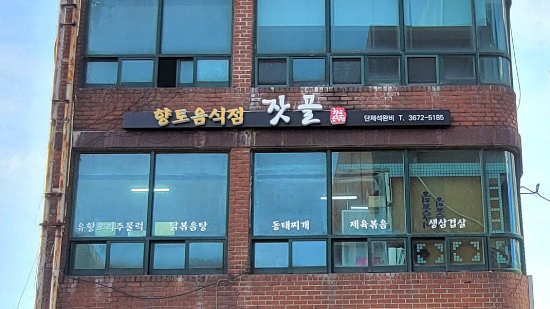 향토음식점 잣골 단체석완비 T. 3672-5185
유황오리주물럭 닭볶음탕 동태찌개 제육볶음 생삼겹살